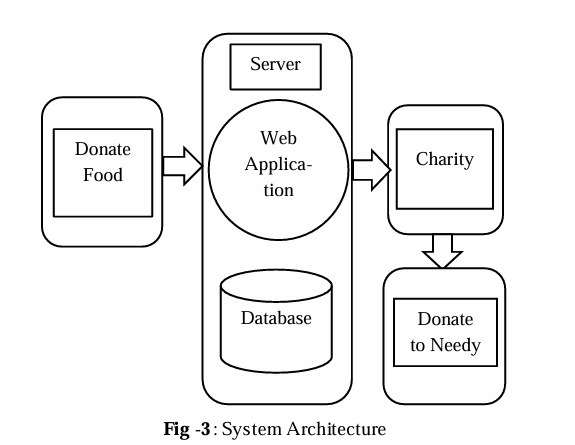 Server
Donate
Food
Web
Applica-
tion
Charity
Database
Donate
to Needy
Fig -3: System Architecture